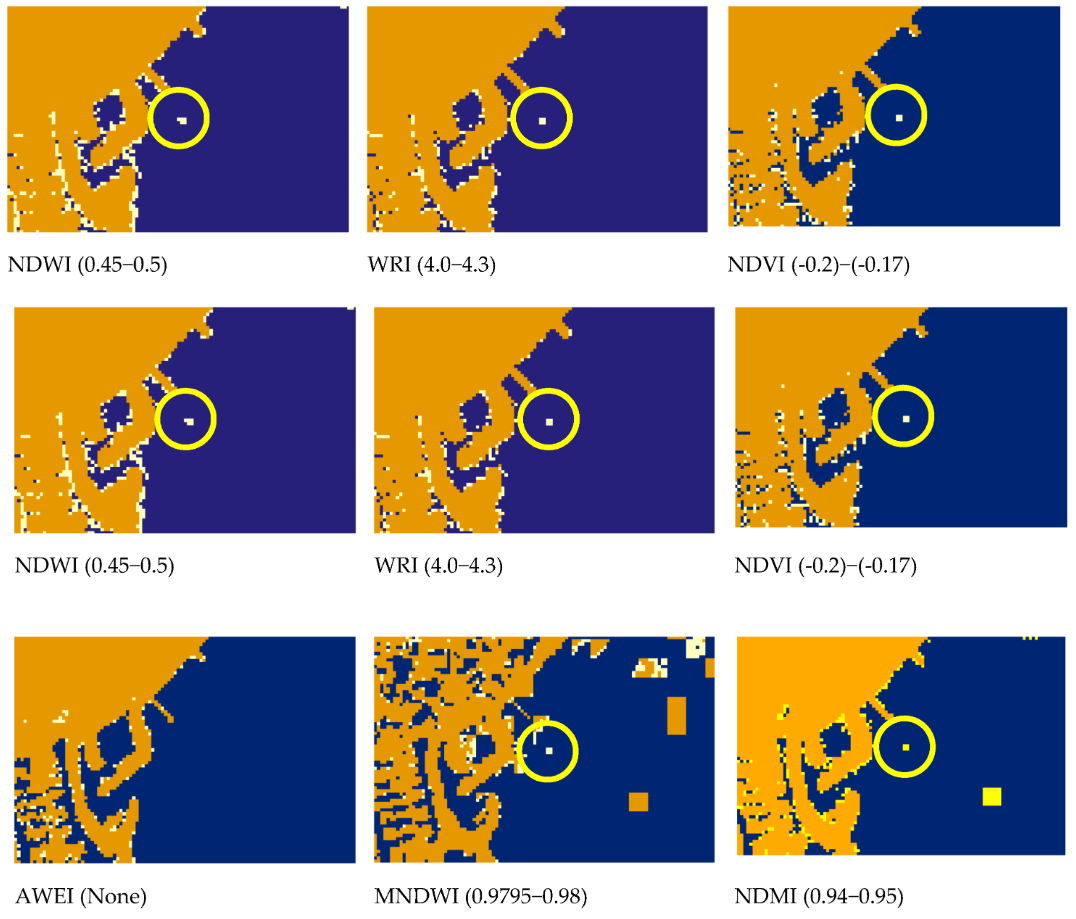 NDWI (0.45−0.5)
WRI (4.0−4.3)
NDVI (-0.2)−(-0.17)
NDWI (0.45−0.5)
WRI (4.0−4.3)
NDVI (-0.2)−(-0.17)
AWEI (None)
MNDWI (0.9795−0.98)
NDMI (0.94−0.95)